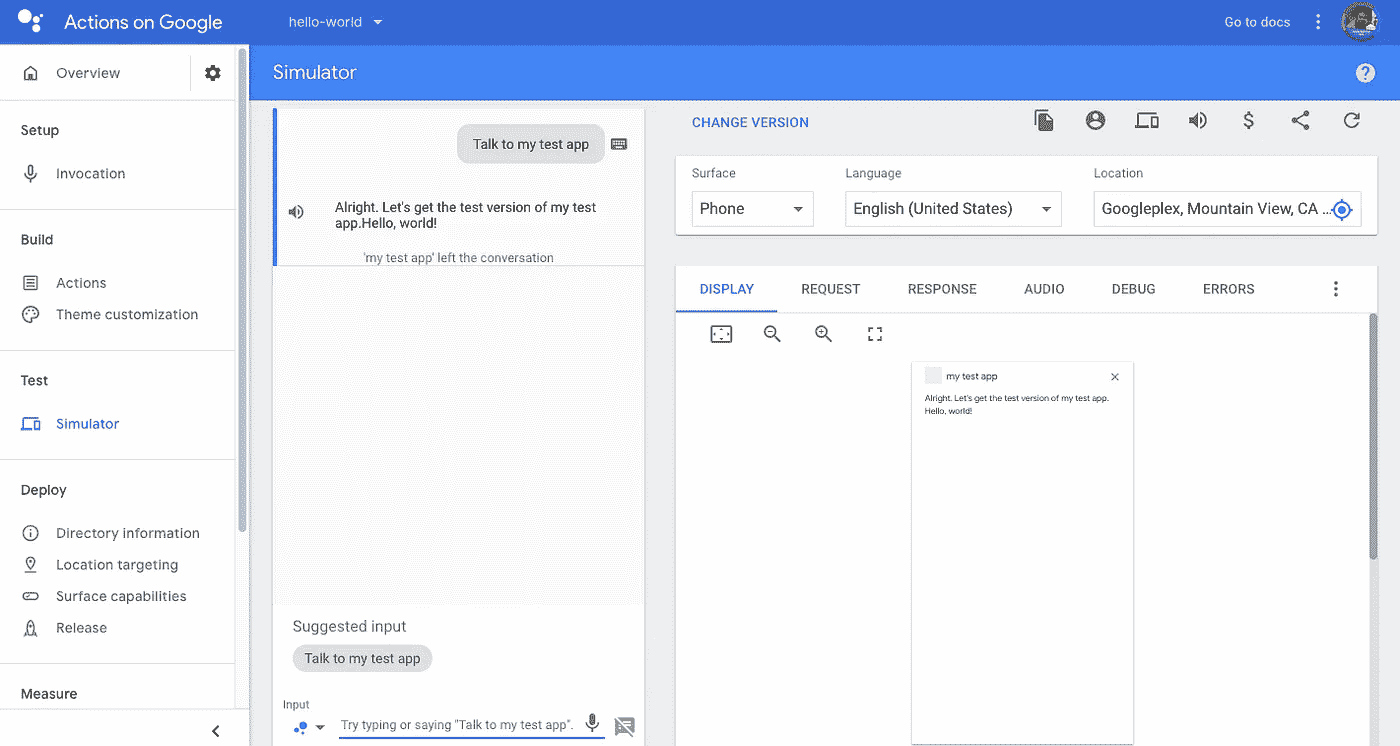 Actions on Google
hello-world
Go to docs
Overview
Setup
Invocation
Build
Actions
Theme customization
Test
Simulator
Deploy
Directory information
Location targeting
Surface capabilities
Release
Measure
Simulator
Talk to my test app
Alright. Let's get the test version of my test
app.Hello, world!
'my test app' left the conversation
Suggested input
Talk to my test app
Input
Try typing or saying "Talk to my test app".
CHANGE VERSION
Surface
Language
Location
Phone
English (United States)
Googleplex, Mountain View, CA ...
DISPLAY
REQUEST
RESPONSE
AUDIO
DEBUG
ERRORS
my test app
Alright. Let's get the test version of my test app.
Hello, world!